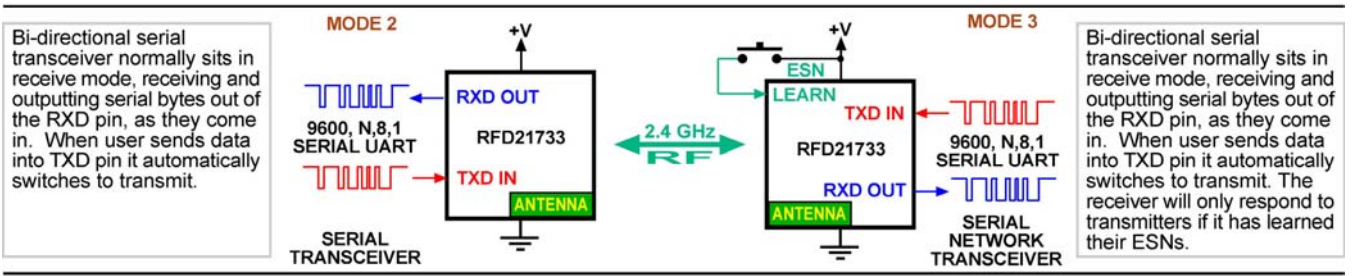 Bi-directional serial
transceiver normally sits in
receive mode, receiving and
outputting serial bytes out of
the RXD pin, as they come
in.  When user sends data
into TXD pin it automatically
switches to transmit.
MODE 2
+V
RXD OUT
9600, N,8,1
SERIAL UART
RFD21733
TXD IN
ANTENNA
SERIAL
TRANSCEIVER
2.4 GHz
RF
MODE 3
+V
ESN
LEARN
TXD IN
9600, N,8,1
SERIAL UART
RFD21733
RXD OUT
ANTENNA
SERIAL
NETWORK
TRANSCEIVER
Bi-directional serial
transceiver normally sits in
receive mode, receiving and
outputting serial bytes out of
the RXD pin, as they come
in.  When user sends data
into TXD pin it automatically
switches to transmit. The
receiver will only respond to
transmitters if it has learned
their ESNs.